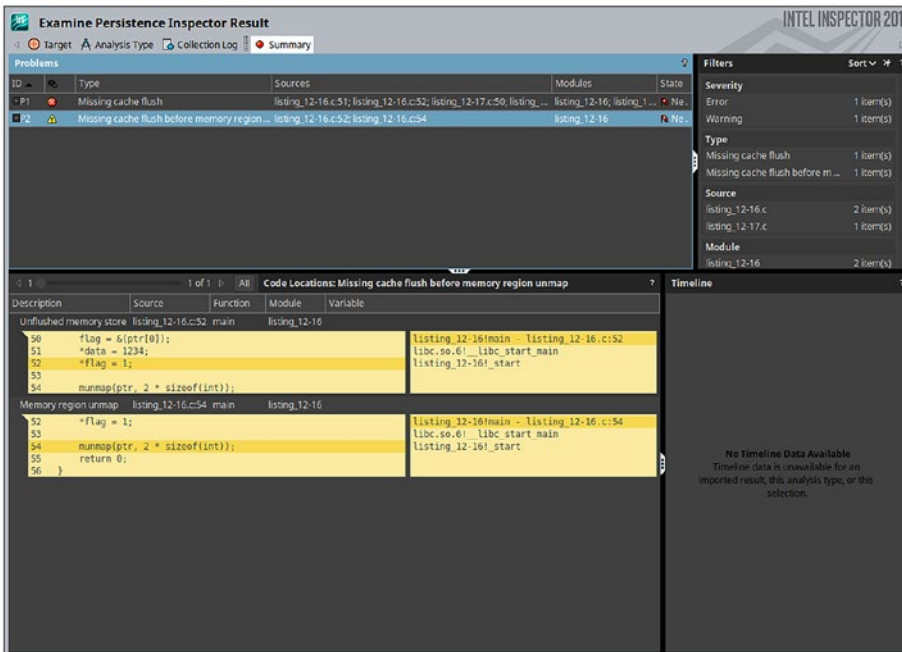 Examine Persistence Inspector Result
INTEL INSPECTOR 201
Target Analysis Type Collection Log Summary
Problems ?
ID Type Sources Modules State
P1 Missing cache flush listing_12-16.c:51; listing_12-16.c:52; listing_12-17.c:50; listing_... listing_12-16; listing_1... Ne.
P2 Missing cache flush before memory region ... listing_12-16.c:52; listing_12-16.c:54 listing_12-16 Ne.
Filters Sort ?
Severity
Error 1 item(s)
Warning 1 item(s)
Type
Missing cache flush 1 item(s)
Missing cache flush before m ... 1 item(s)
Source
listing_12-16.c 2 item(s)
listing_12-17.c 1 item(s)
Module
listing_12-16 2 item(s)
1 1 of 1 All Code Locations: Missing cache flush before memory region unmap ?
Description Source Function Module Variable
Unflushed memory store listing_12-16.c:52 main listing_12-16
50 flag = &(ptr[0]);
51 *data = 1234;
52 *flag = 1;
53
54 munmap(ptr, 2 * sizeof(int));
listing_12-16!main - listing_12-16.c:52
libc.so.6!__libc_start_main
listing_12-16!_start
Memory region unmap listing_12-16.c:54 main listing_12-16
52 *flag = 1;
53
54 munmap(ptr, 2 * sizeof(int));
55 return 0;
56 }
listing_12-16!main - listing_12-16.c:54
libc.so.6!__libc_start_main
listing_12-16!_start
Timeline ?
No Timeline Data Available
Timeline data is unavailable for an
imported result, this analysis type, or this
selection.